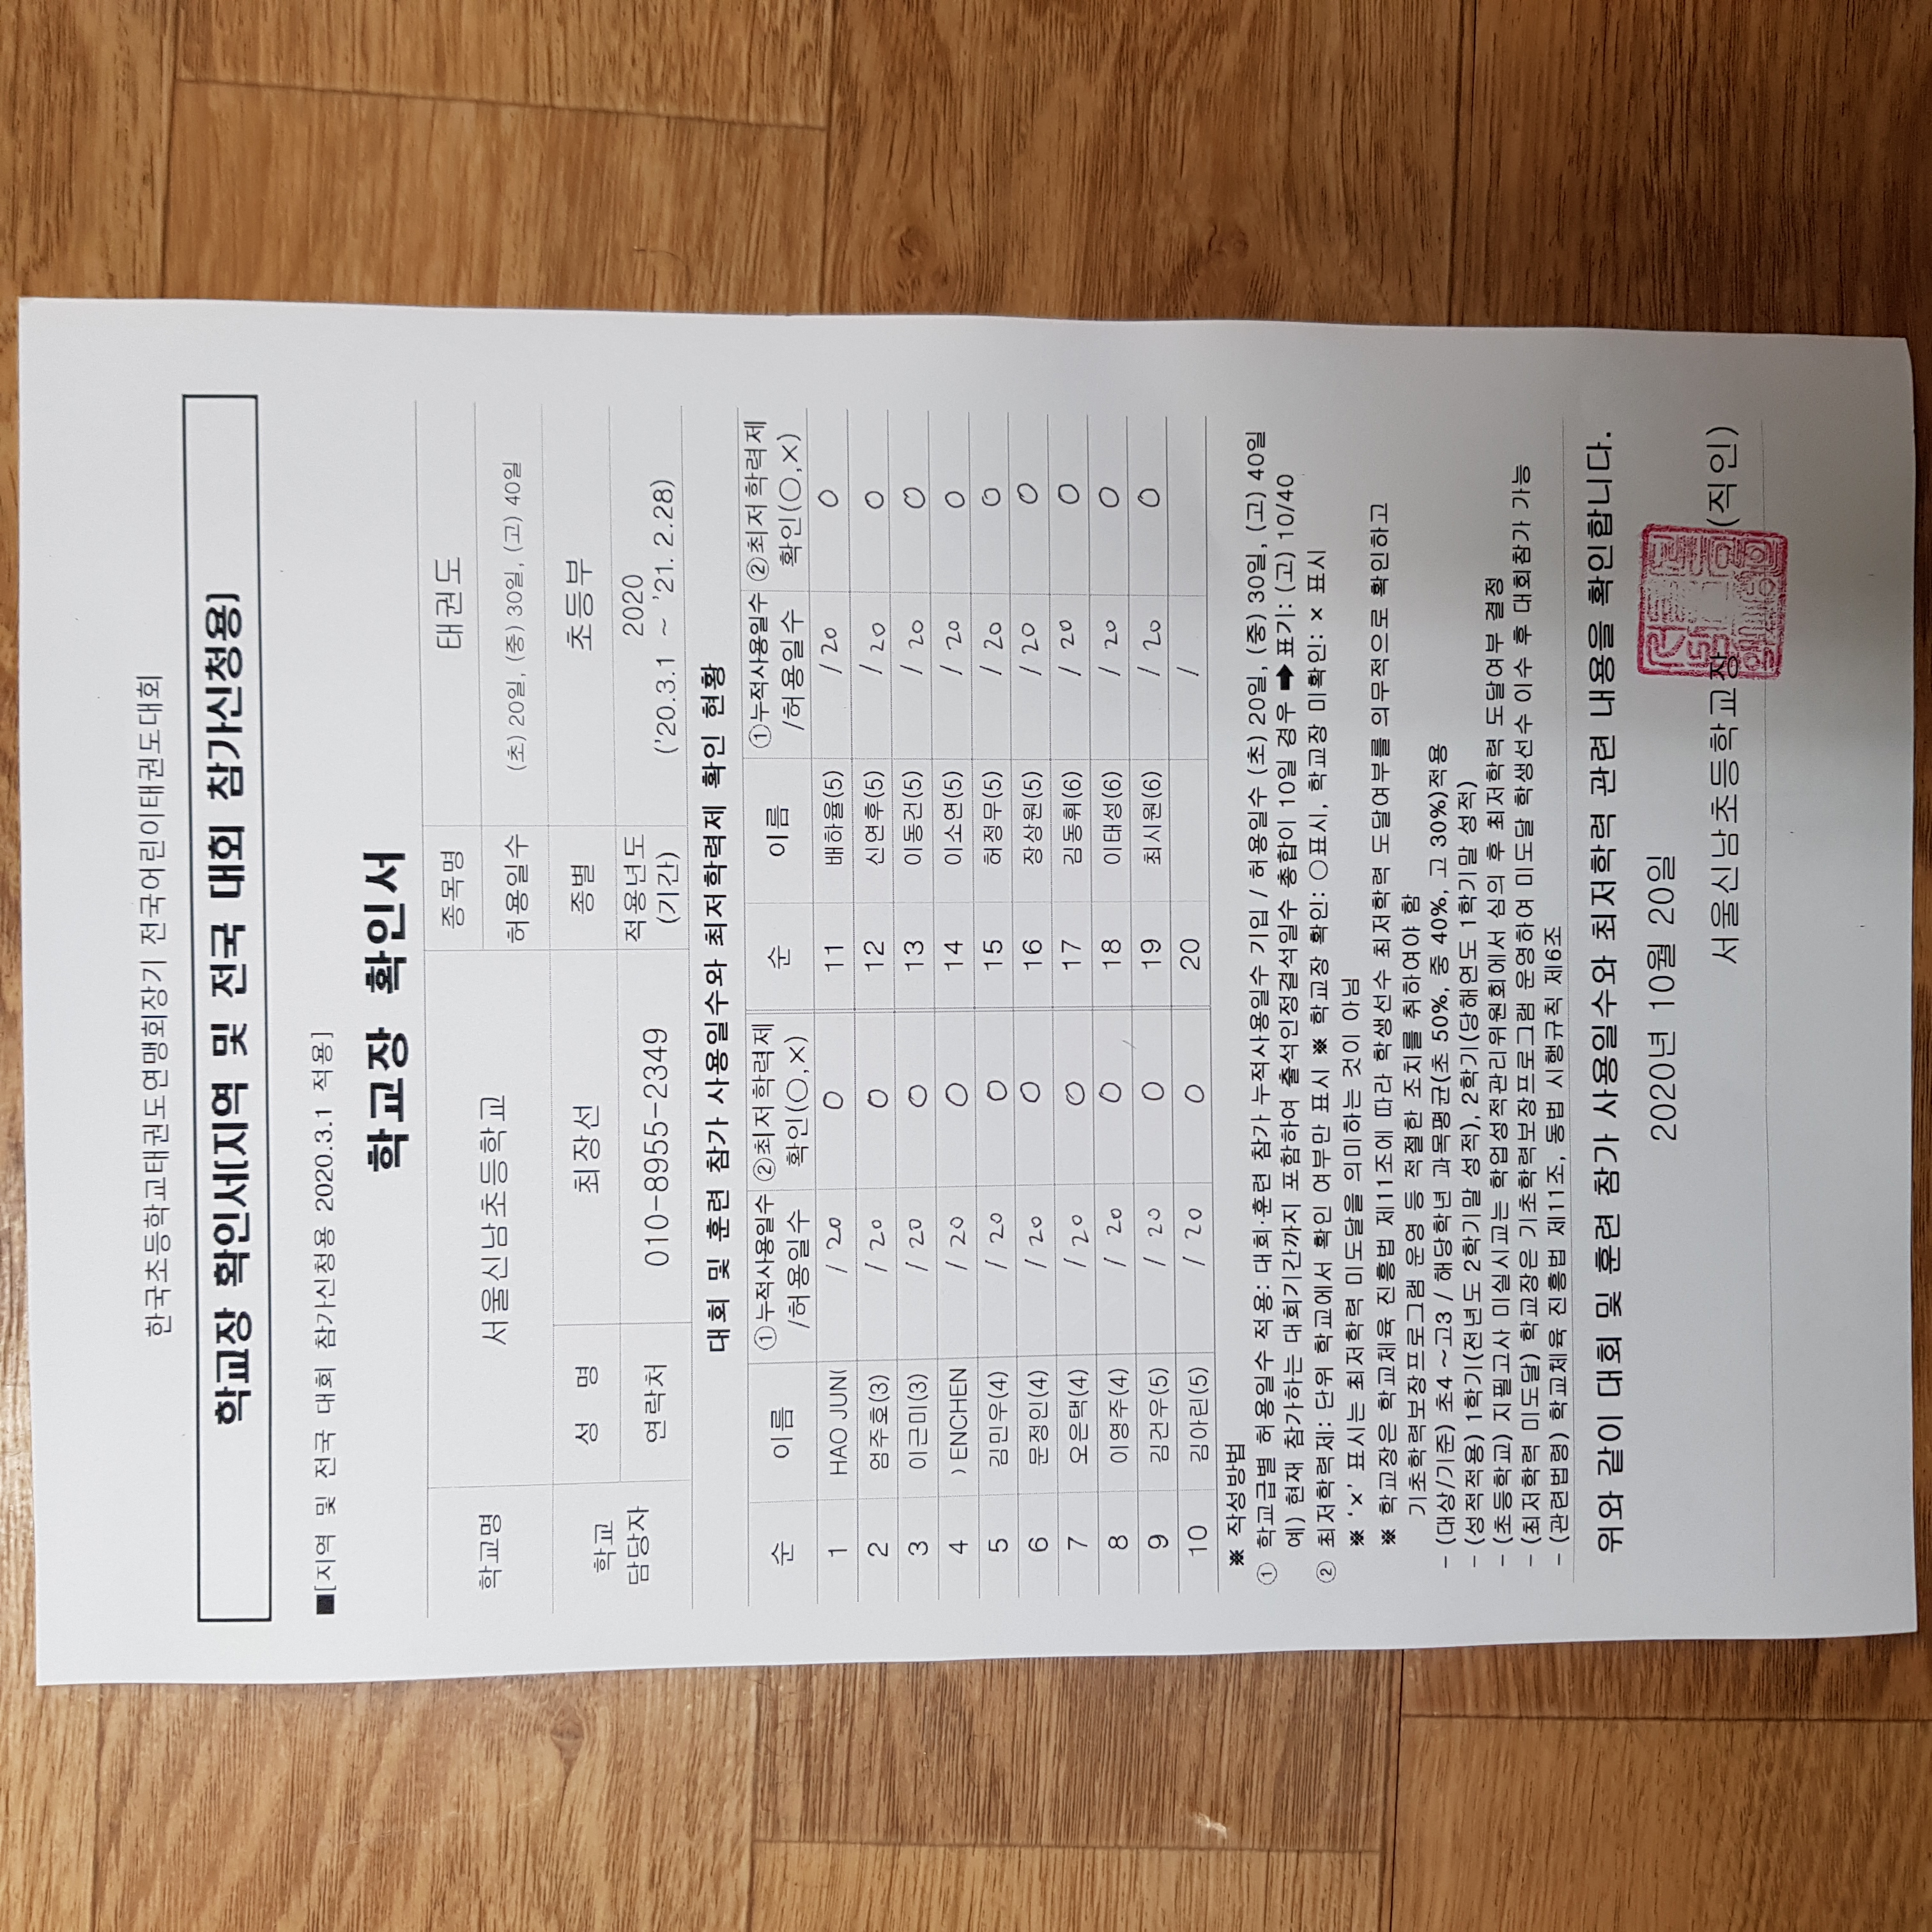 한국초등학교태권도연맹회장기 전국어린이태권도대회
학교장 확인서[지역 및 전국 대회 참가신청용]
■[지역 및 전국 대회 참가신청용 2020.3.1 적용]
학교장 확인서
학교명 서울신남초등학교 종목명 태권도
허용일수 (초) 20일, (중) 30일, (고) 40일
학교 담당자 성 명 최장선 종별 초등부
연락처 010-8955-2349 적용년도 (기간) 2020 ('20.3.1 ~ '21.2.28)
대회 및 훈련 참가 사용일수와 최저학력제 확인 현황
순 이름 ①누적사용일수 /허용일수 ②최저학력제 확인(○,×) 순 이름 ①누적사용일수 /허용일수 ②최저학력제 확인(○,×)
1 HAO JUN( / 20 ○ 11 배하율(5) / 20 ○
2 엄주호(3) / 20 ○ 12 신연후(5) / 20 ○
3 이근미(3) / 20 ○ 13 이동건(5) / 20 ○
4 ) ENCHEN / 20 ○ 14 이소연(5) / 20 ○
5 김민우(4) / 20 ○ 15 허정무(5) / 20 ○
6 문정인(4) / 20 ○ 16 장상원(5) / 20 ○
7 오은택(4) / 20 ○ 17 김동휘(6) / 20 ○
8 이영주(4) / 20 ○ 18 이태성(6) / 20 ○
9 김건우(5) / 20 ○ 19 최시원(6) / 20 ○
10 김아린(5) / 20 ○ 20 /
※ 작성방법
① 학교급별 허용일수 적용: 대회·훈련 참가 누적사용일수 기입 / 허용일수 (초) 20일, (중) 30일, (고) 40일
예) 현재 참가하는 대회기간까지 포함하여 출석인정결석일수 총합이 10일 경우 ➡ 표기: (고) 10/40
② 최저학력제: 단위 학교에서 확인 여부만 표시 ※ 학교장 확인: ○표시, 학교장 미확인: × 표시
※ '×' 표시는 최저학력 미도달을 의미하는 것이 아님
※ 학교장은 학교체육 진흥법 제11조에 따라 학생선수 최저학력 도달여부를 의무적으로 확인하고
기초학력보장프로그램 운영 등 적절한 조치를 취하여야 함
- (대상/기준) 초4 ~고3 / 해당학년 과목평균(초 50%, 중 40%, 고 30%)적용
- (성적적용) 1학기(전년도 2학기말 성적), 2학기(당해연도 1학기말 성적)
- (초등학교) 지필고사 미실시교는 학업성적관리위원회에서 심의 후 최저학력 도달여부 결정
- (최저학력 미도달) 학교장은 기초학력보장프로그램 운영하여 미도달 학생선수 이수 후 대회참가 가능
- (관련법령) 학교체육 진흥법 제11조, 동법 시행규칙 제6조
위와 같이 대회 및 훈련 참가 사용일수와 최저학력 관련 내용을 확인합니다.
2020년 10월 20일
서울신남초등학교장 (직인)